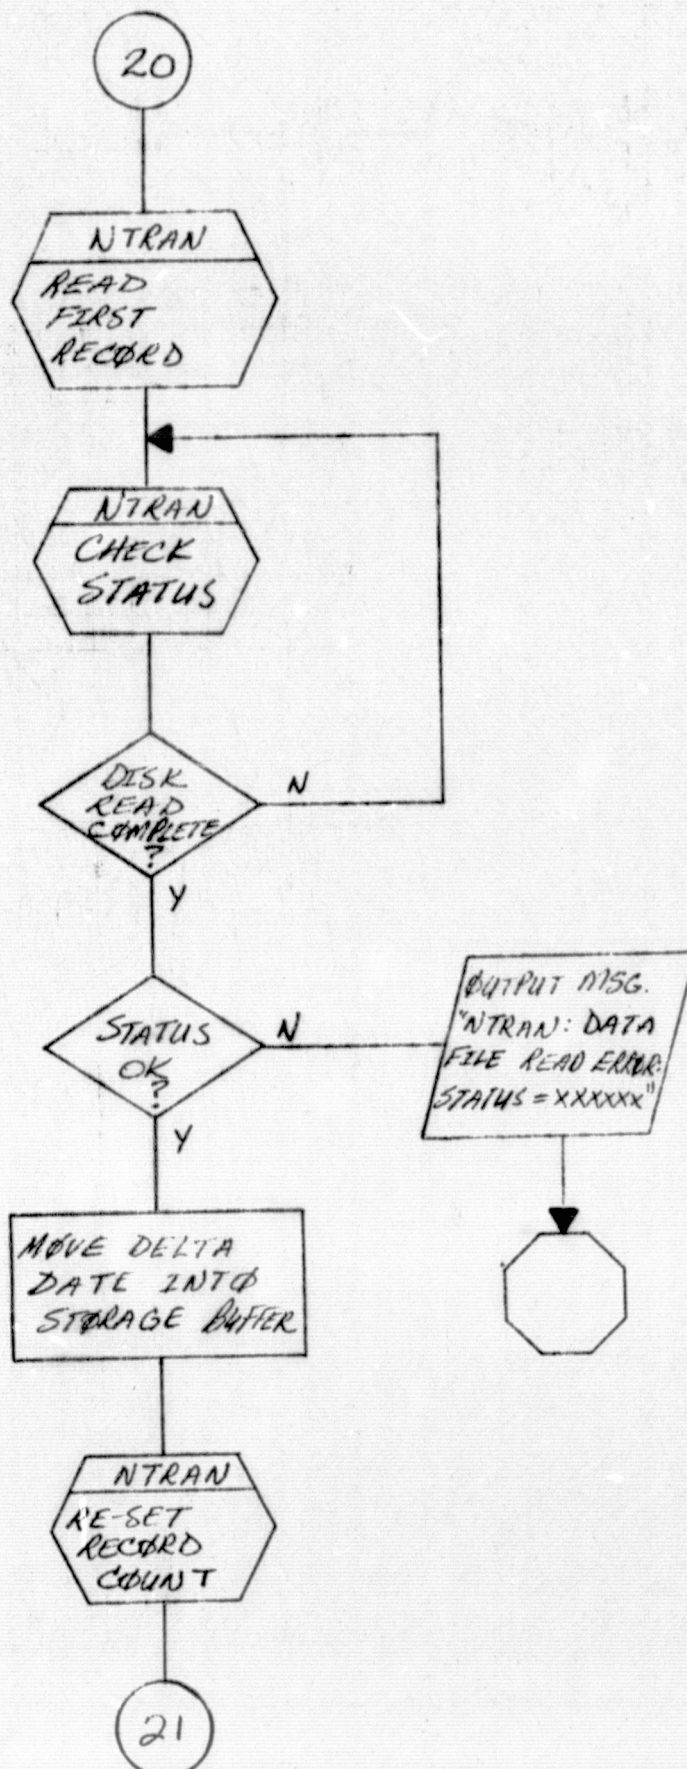 20
NTRAN
READ
FIRST
RECØRD
NTRAN
CHECK
STATUS
DISK
READ
CØMPLETE
?
N
Y
STATUS
OK
?
N
Y
ØUTPUT MSG.
"NTRAN: DATA
FILE READ ERRØR:
STATUS = XXXXXX"
MØVE DELTA
DATE INTØ
STØRAGE BUFFER
NTRAN
RE-SET
RECØRD
CØUNT
21